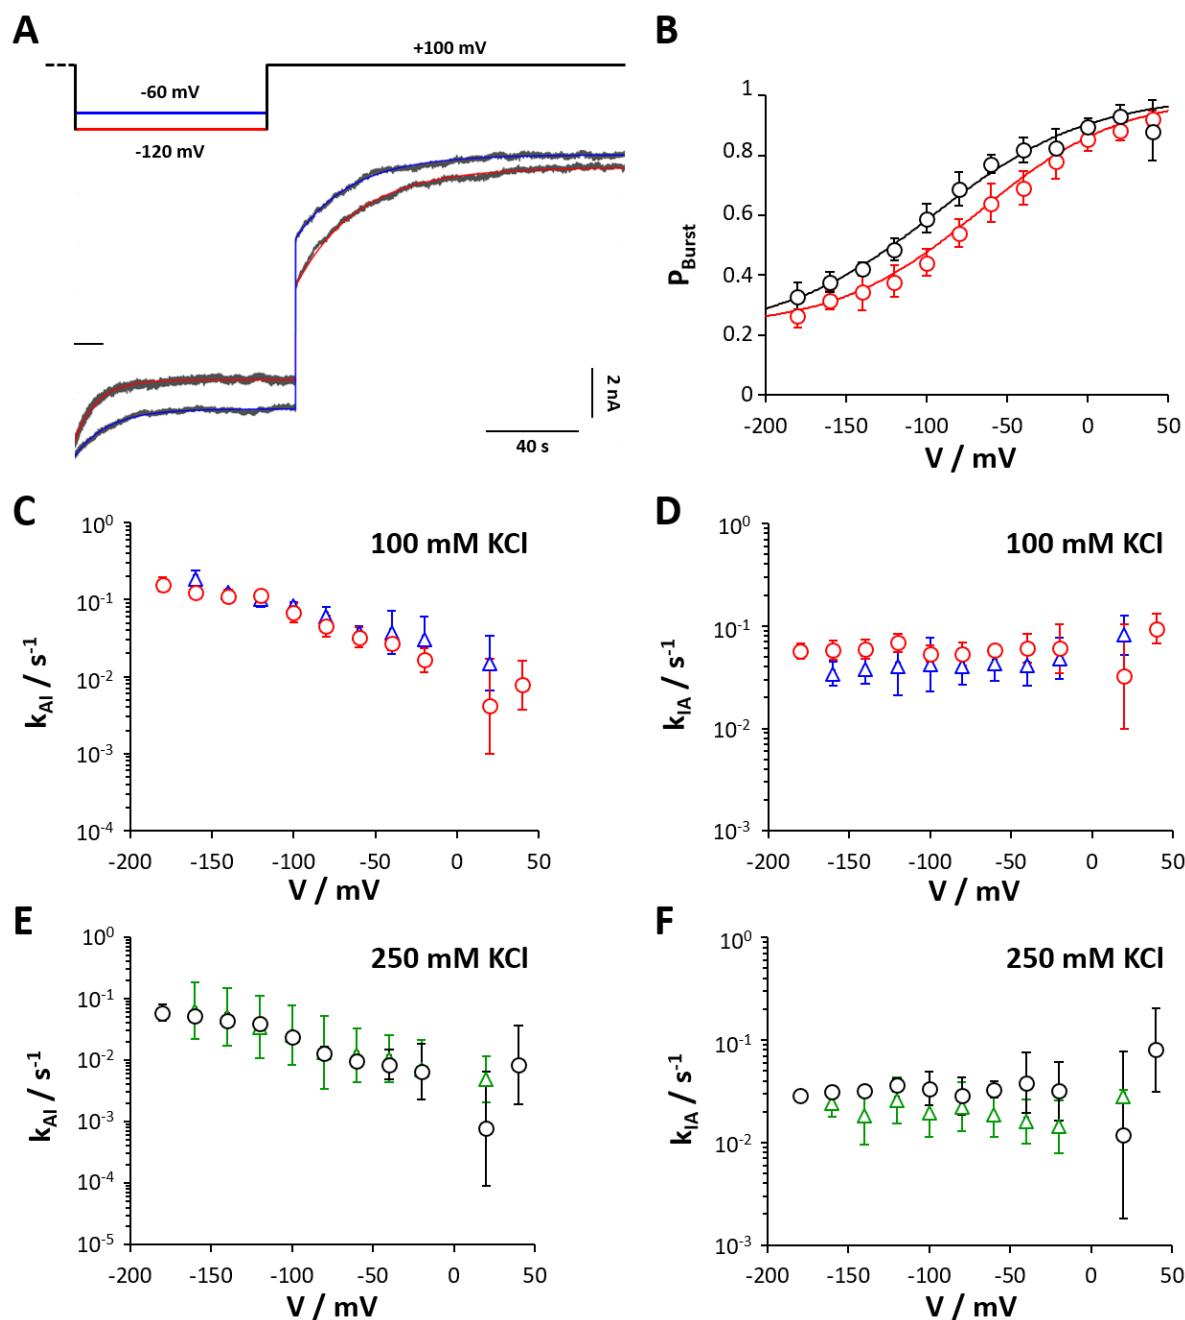 A
+100 mV
-60 mV
-120 mV
2 nA
40 s
B
1
0.8
0.6
0.4
0.2
0
P_Burst
-200 -150 -100 -50 0 50
V / mV
C
100 mM KCl
10^0
10^-1
10^-2
10^-3
10^-4
k_AI / s^-1
-200 -150 -100 -50 0 50
V / mV
D
100 mM KCl
10^0
10^-1
10^-2
10^-3
k_IA / s^-1
-200 -150 -100 -50 0 50
V / mV
E
250 mM KCl
10^0
10^-1
10^-2
10^-3
10^-4
10^-5
k_AI / s^-1
-200 -150 -100 -50 0 50
V / mV
F
250 mM KCl
10^0
10^-1
10^-2
10^-3
k_IA / s^-1
-200 -150 -100 -50 0 50
V / mV